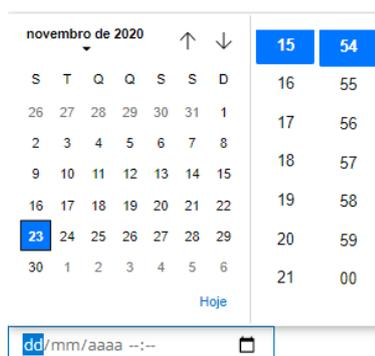 novembro de 2020
S T Q Q S S D
26 27 28 29 30 31 1
2 3 4 5 6 7 8
9 10 11 12 13 14 15
16 17 18 19 20 21 22
23 24 25 26 27 28 29
30 1 2 3 4 5 6
Hoje
15 54
16 55
17 56
18 57
19 58
20 59
21 00
dd/mm/aaaa --:--